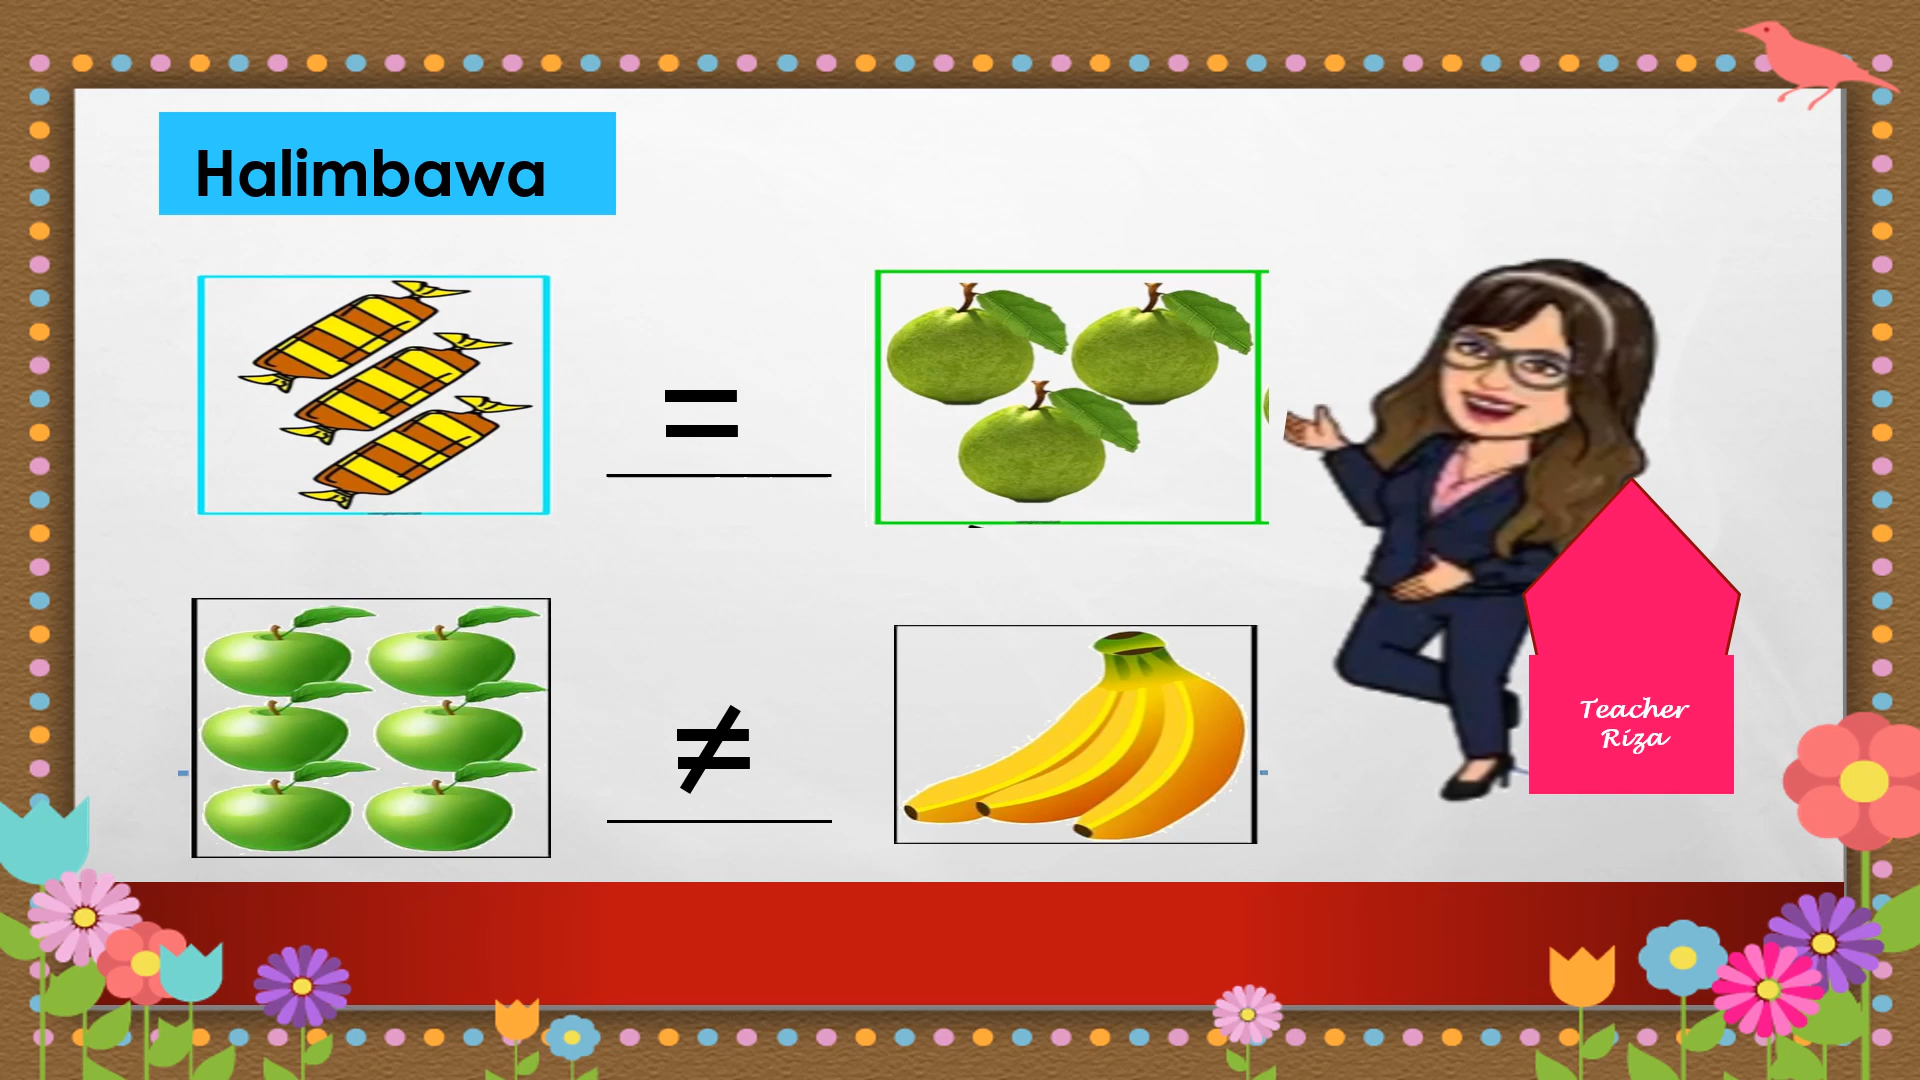 Halimbawa
=
≠
Teacher
Riza